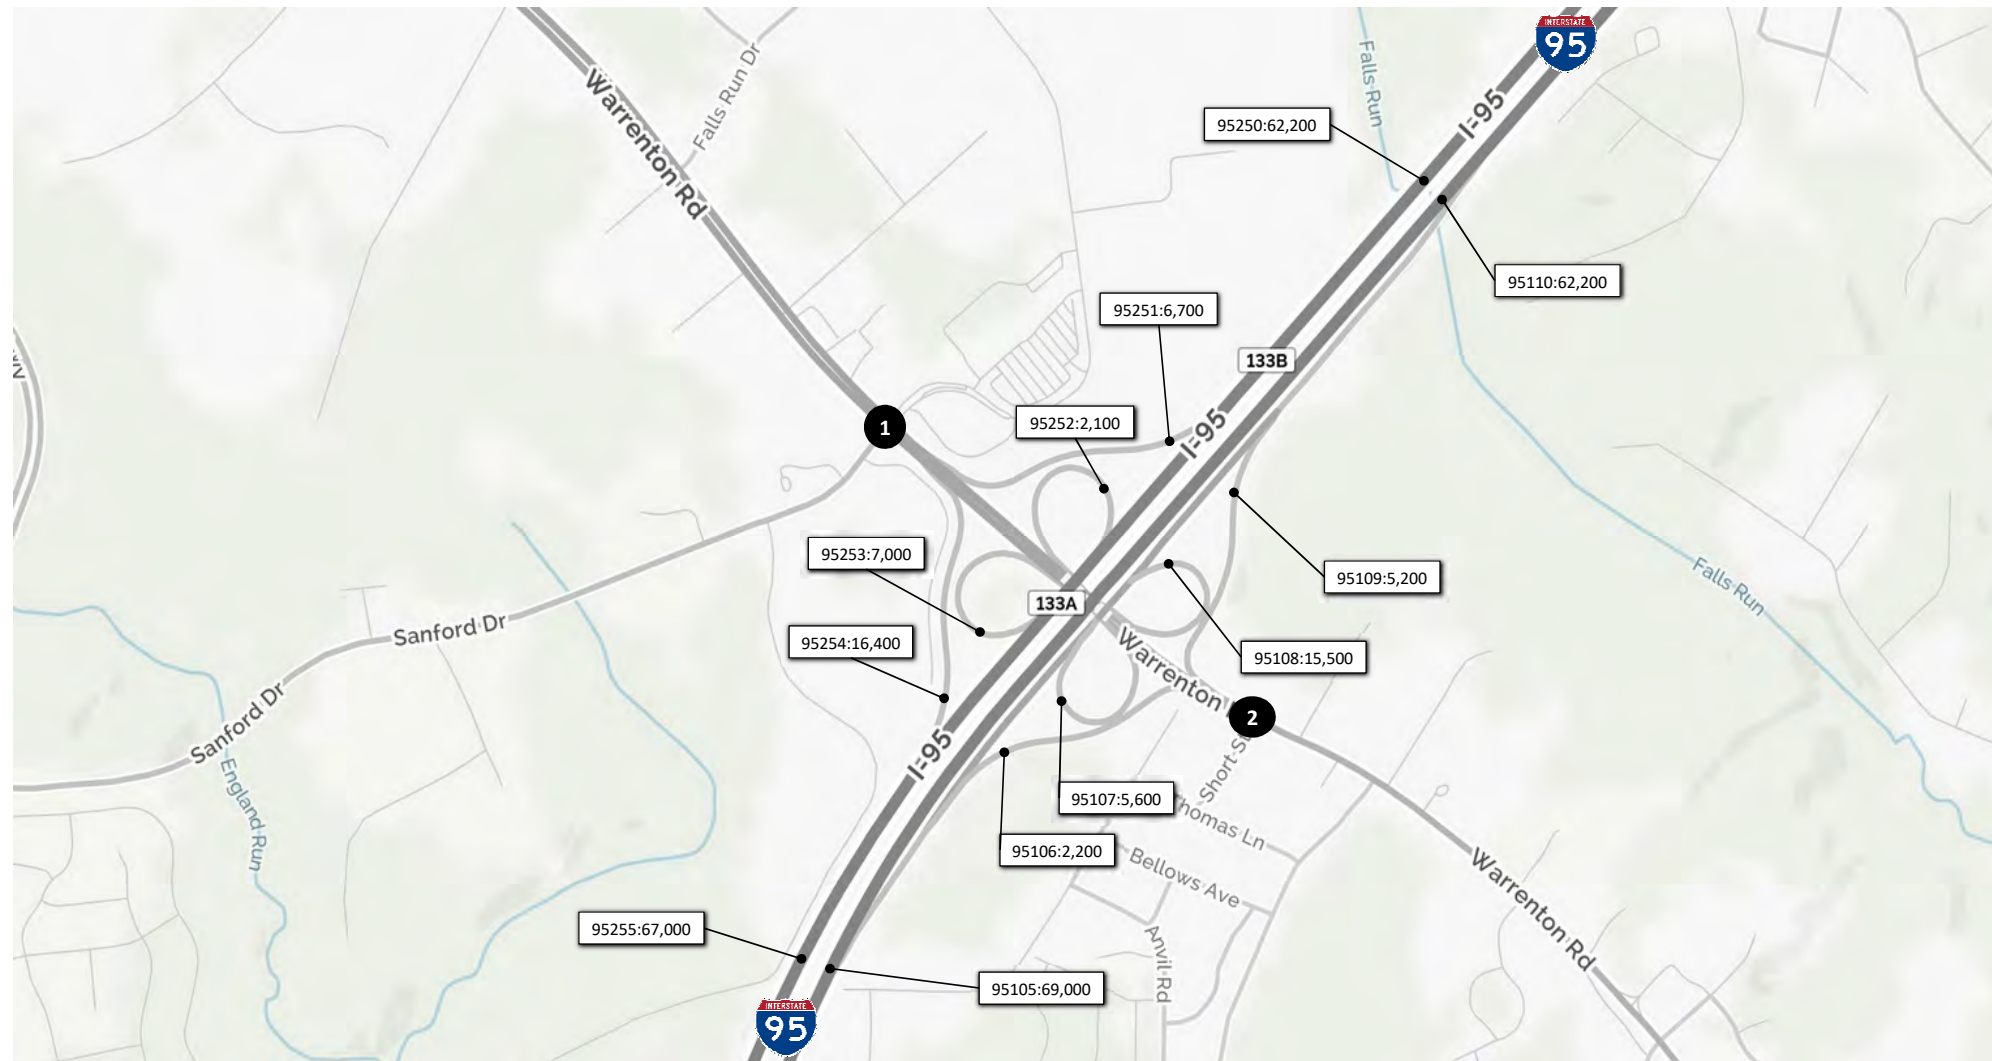 INTERSTATE
95
Falls Run Dr
Falls Run
Warrenton Rd
I-95
95250:62,200
95110:62,200
95251:6,700
133B
I-95
95252:2,100
1
95253:7,000
133A
95109:5,200
Falls Run
Sanford Dr
95254:16,400
95108:15,500
Warrenton
2
Sanford Dr
I-95
Short St
England Run
95107:5,600
Thomas Ln
95106:2,200
Bellows Ave
Warrenton Rd
95255:67,000
Anvil Rd
95105:69,000
INTERSTATE
95